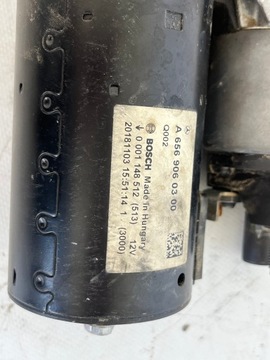 A 656 906 03 00
Q002
BOSCH Made in Hungary
0 001 148 512 (513) 12V
20181103 15:51:14 1 (3000)